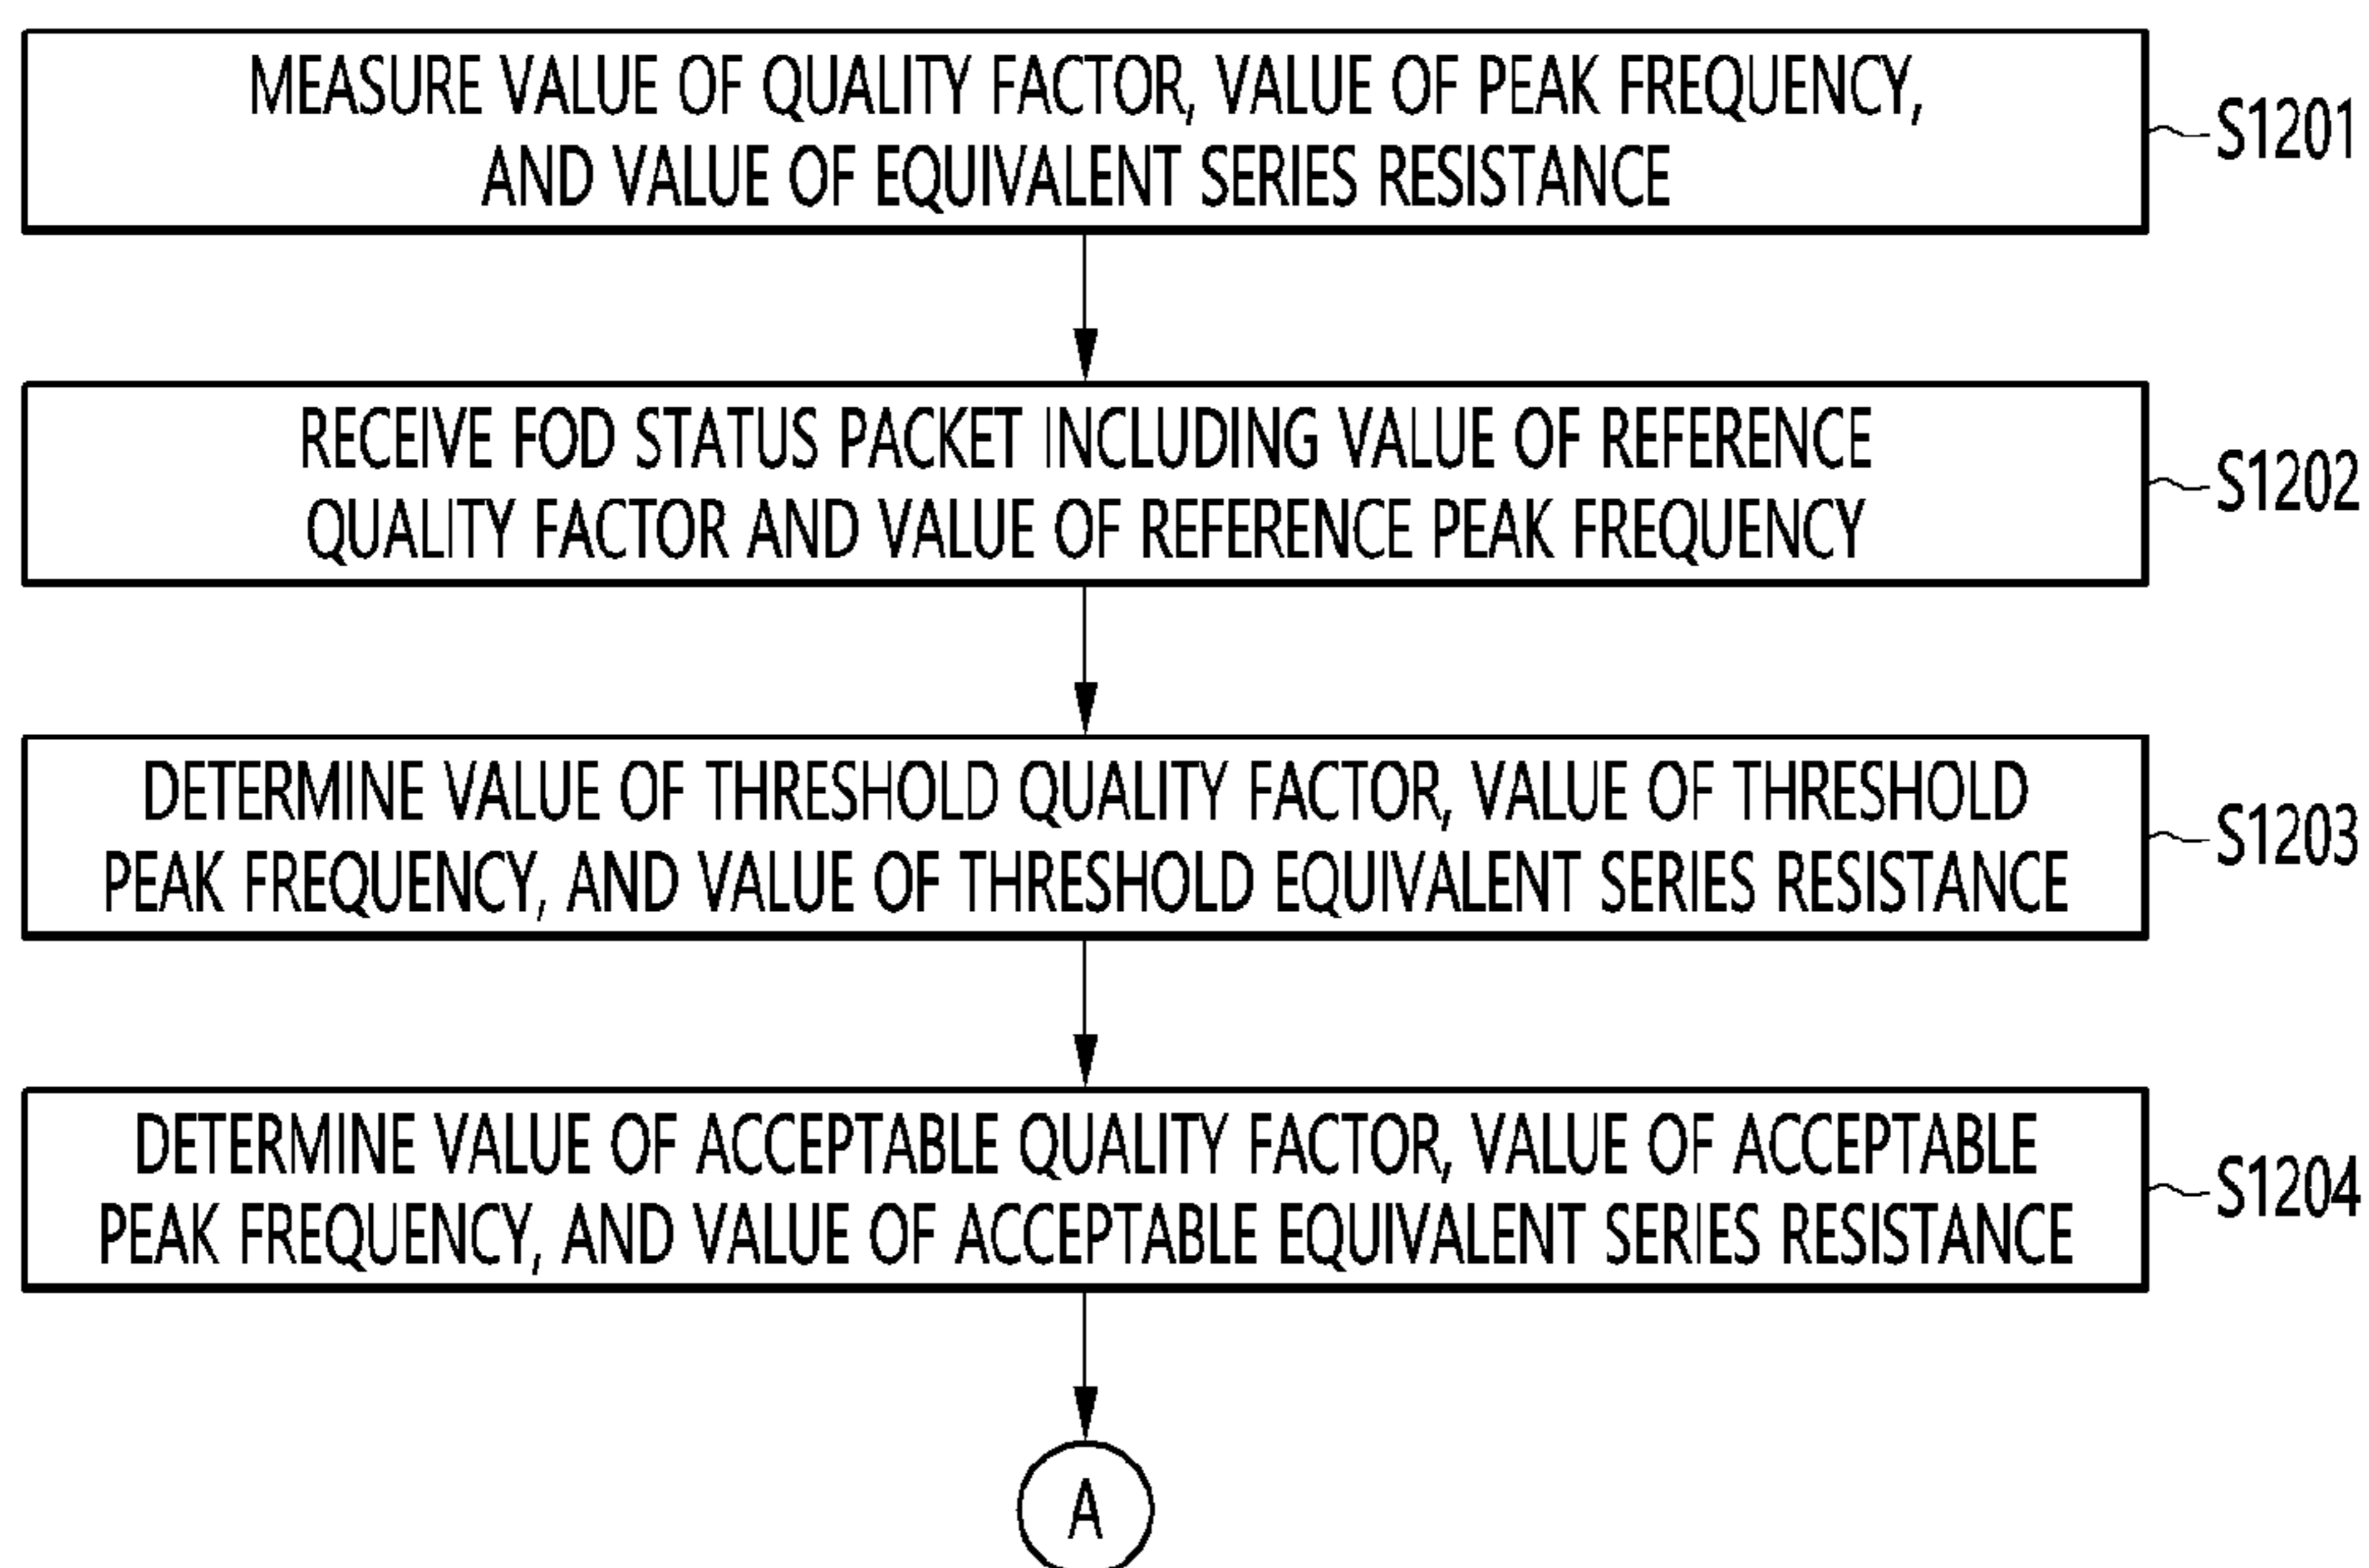 MEASURE VALUE OF QUALITY FACTOR, VALUE OF PEAK FREQUENCY,
AND VALUE OF EQUIVALENT SERIES RESISTANCE
S1201
RECEIVE FOD STATUS PACKET INCLUDING VALUE OF REFERENCE
QUALITY FACTOR AND VALUE OF REFERENCE PEAK FREQUENCY
S1202
DETERMINE VALUE OF THRESHOLD QUALITY FACTOR, VALUE OF THRESHOLD
PEAK FREQUENCY, AND VALUE OF THRESHOLD EQUIVALENT SERIES RESISTANCE
S1203
DETERMINE VALUE OF ACCEPTABLE QUALITY FACTOR, VALUE OF ACCEPTABLE
PEAK FREQUENCY, AND VALUE OF ACCEPTABLE EQUIVALENT SERIES RESISTANCE
S1204
A